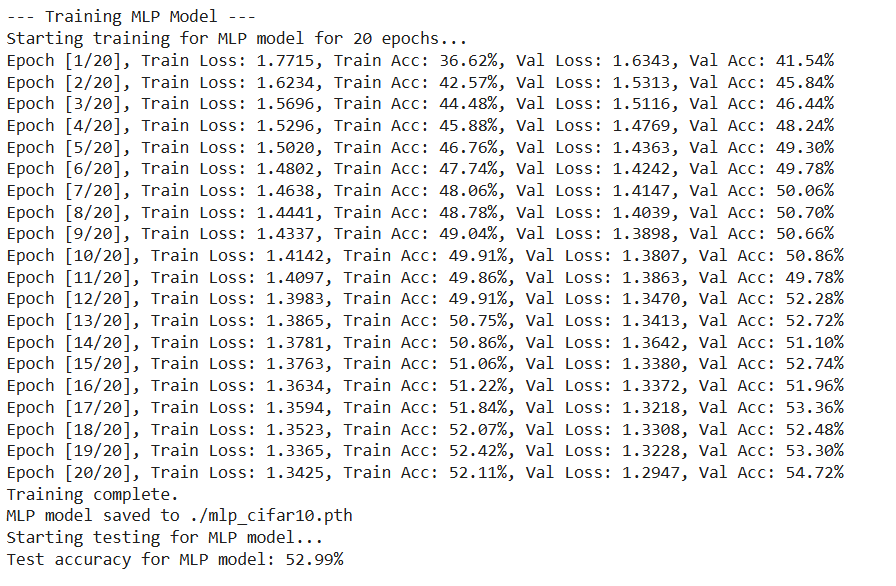 --- Training MLP Model ---
Starting training for MLP model for 20 epochs...
Epoch [1/20], Train Loss: 1.7715, Train Acc: 36.62%, Val Loss: 1.6343, Val Acc: 41.54%
Epoch [2/20], Train Loss: 1.6234, Train Acc: 42.57%, Val Loss: 1.5313, Val Acc: 45.84%
Epoch [3/20], Train Loss: 1.5696, Train Acc: 44.48%, Val Loss: 1.5116, Val Acc: 46.44%
Epoch [4/20], Train Loss: 1.5296, Train Acc: 45.88%, Val Loss: 1.4769, Val Acc: 48.24%
Epoch [5/20], Train Loss: 1.5020, Train Acc: 46.76%, Val Loss: 1.4363, Val Acc: 49.30%
Epoch [6/20], Train Loss: 1.4802, Train Acc: 47.74%, Val Loss: 1.4242, Val Acc: 49.78%
Epoch [7/20], Train Loss: 1.4638, Train Acc: 48.06%, Val Loss: 1.4147, Val Acc: 50.06%
Epoch [8/20], Train Loss: 1.4441, Train Acc: 48.78%, Val Loss: 1.4039, Val Acc: 50.70%
Epoch [9/20], Train Loss: 1.4337, Train Acc: 49.04%, Val Loss: 1.3898, Val Acc: 50.66%
Epoch [10/20], Train Loss: 1.4142, Train Acc: 49.91%, Val Loss: 1.3807, Val Acc: 50.86%
Epoch [11/20], Train Loss: 1.4097, Train Acc: 49.86%, Val Loss: 1.3863, Val Acc: 49.78%
Epoch [12/20], Train Loss: 1.3983, Train Acc: 49.91%, Val Loss: 1.3470, Val Acc: 52.28%
Epoch [13/20], Train Loss: 1.3865, Train Acc: 50.75%, Val Loss: 1.3413, Val Acc: 52.72%
Epoch [14/20], Train Loss: 1.3781, Train Acc: 50.86%, Val Loss: 1.3642, Val Acc: 51.10%
Epoch [15/20], Train Loss: 1.3763, Train Acc: 51.06%, Val Loss: 1.3380, Val Acc: 52.74%
Epoch [16/20], Train Loss: 1.3634, Train Acc: 51.22%, Val Loss: 1.3372, Val Acc: 51.96%
Epoch [17/20], Train Loss: 1.3594, Train Acc: 51.84%, Val Loss: 1.3218, Val Acc: 53.36%
Epoch [18/20], Train Loss: 1.3523, Train Acc: 52.07%, Val Loss: 1.3308, Val Acc: 52.48%
Epoch [19/20], Train Loss: 1.3365, Train Acc: 52.42%, Val Loss: 1.3228, Val Acc: 53.30%
Epoch [20/20], Train Loss: 1.3425, Train Acc: 52.11%, Val Loss: 1.2947, Val Acc: 54.72%
Training complete.
MLP model saved to ./mlp_cifar10.pth
Starting testing for MLP model...
Test accuracy for MLP model: 52.99%